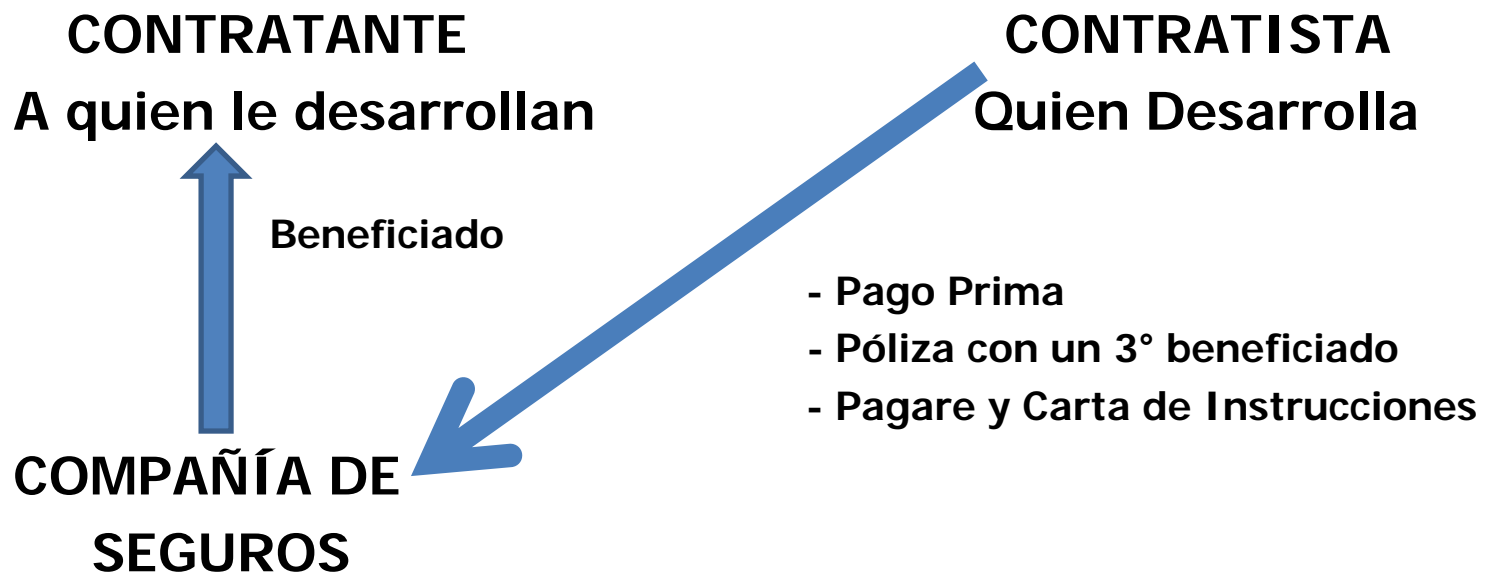 CONTRATANTE
A quien le desarrollan
CONTRATISTA
Quien Desarrolla
Beneficiado
- Pago Prima
- Póliza con un 3° beneficiado
- Pagare y Carta de Instrucciones
COMPAÑÍA DE
SEGUROS